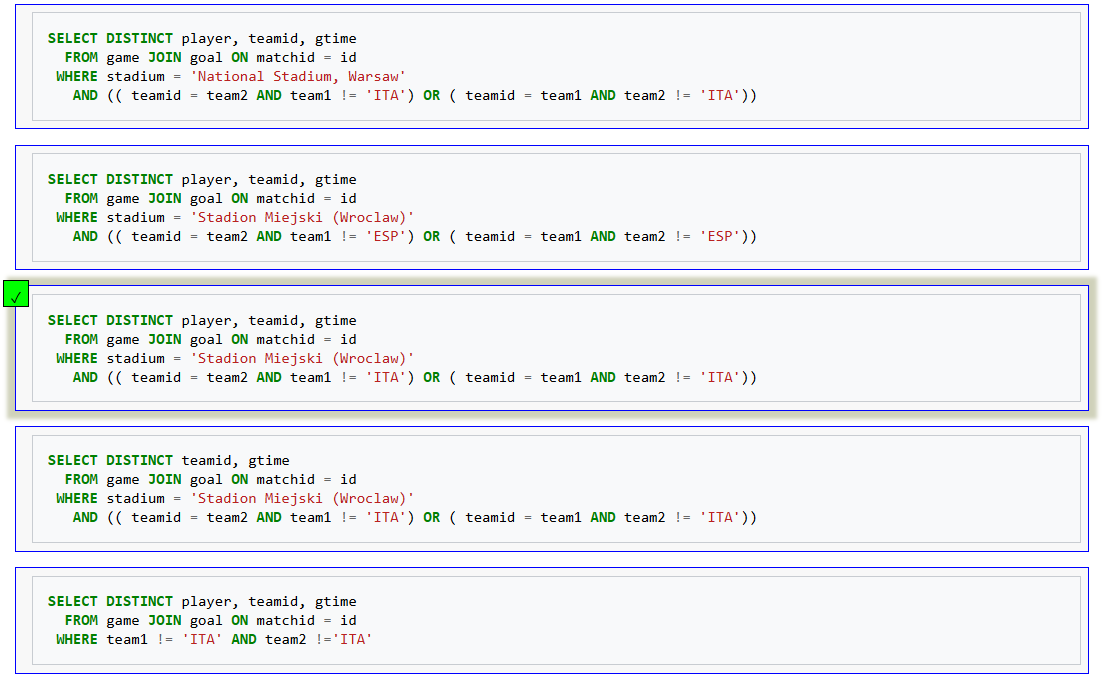 SELECT DISTINCT player, teamid, gtime
FROM game JOIN goal ON matchid = id
WHERE stadium = 'National Stadium, Warsaw'
AND (( teamid = team2 AND team1 != 'ITA') OR ( teamid = team1 AND team2 != 'ITA'))
SELECT DISTINCT player, teamid, gtime
FROM game JOIN goal ON matchid = id
WHERE stadium = 'Stadion Miejski (Wroclaw)'
AND (( teamid = team2 AND team1 != 'ESP') OR ( teamid = team1 AND team2 != 'ESP'))
✓
SELECT DISTINCT player, teamid, gtime
FROM game JOIN goal ON matchid = id
WHERE stadium = 'Stadion Miejski (Wroclaw)'
AND (( teamid = team2 AND team1 != 'ITA') OR ( teamid = team1 AND team2 != 'ITA'))
SELECT DISTINCT teamid, gtime
FROM game JOIN goal ON matchid = id
WHERE stadium = 'Stadion Miejski (Wroclaw)'
AND (( teamid = team2 AND team1 != 'ITA') OR ( teamid = team1 AND team2 != 'ITA'))
SELECT DISTINCT player, teamid, gtime
FROM game JOIN goal ON matchid = id
WHERE team1 != 'ITA' AND team2 !='ITA'